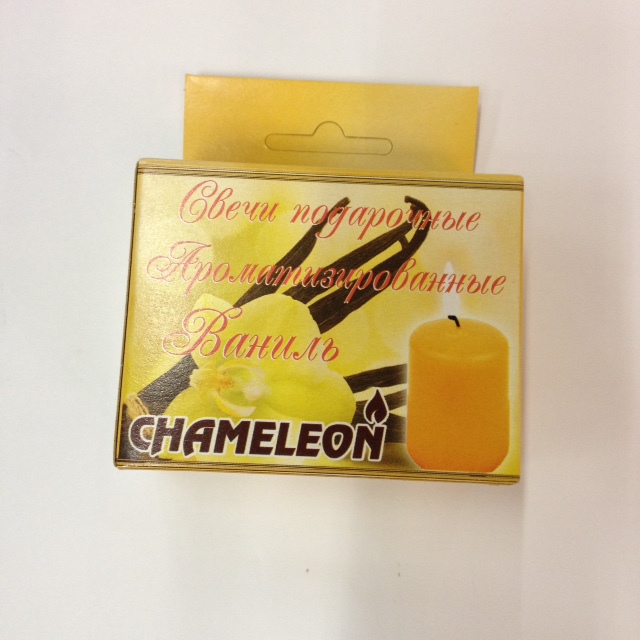 Свечи подарочные
Ароматизированные
Ваниль
CHAMELEON